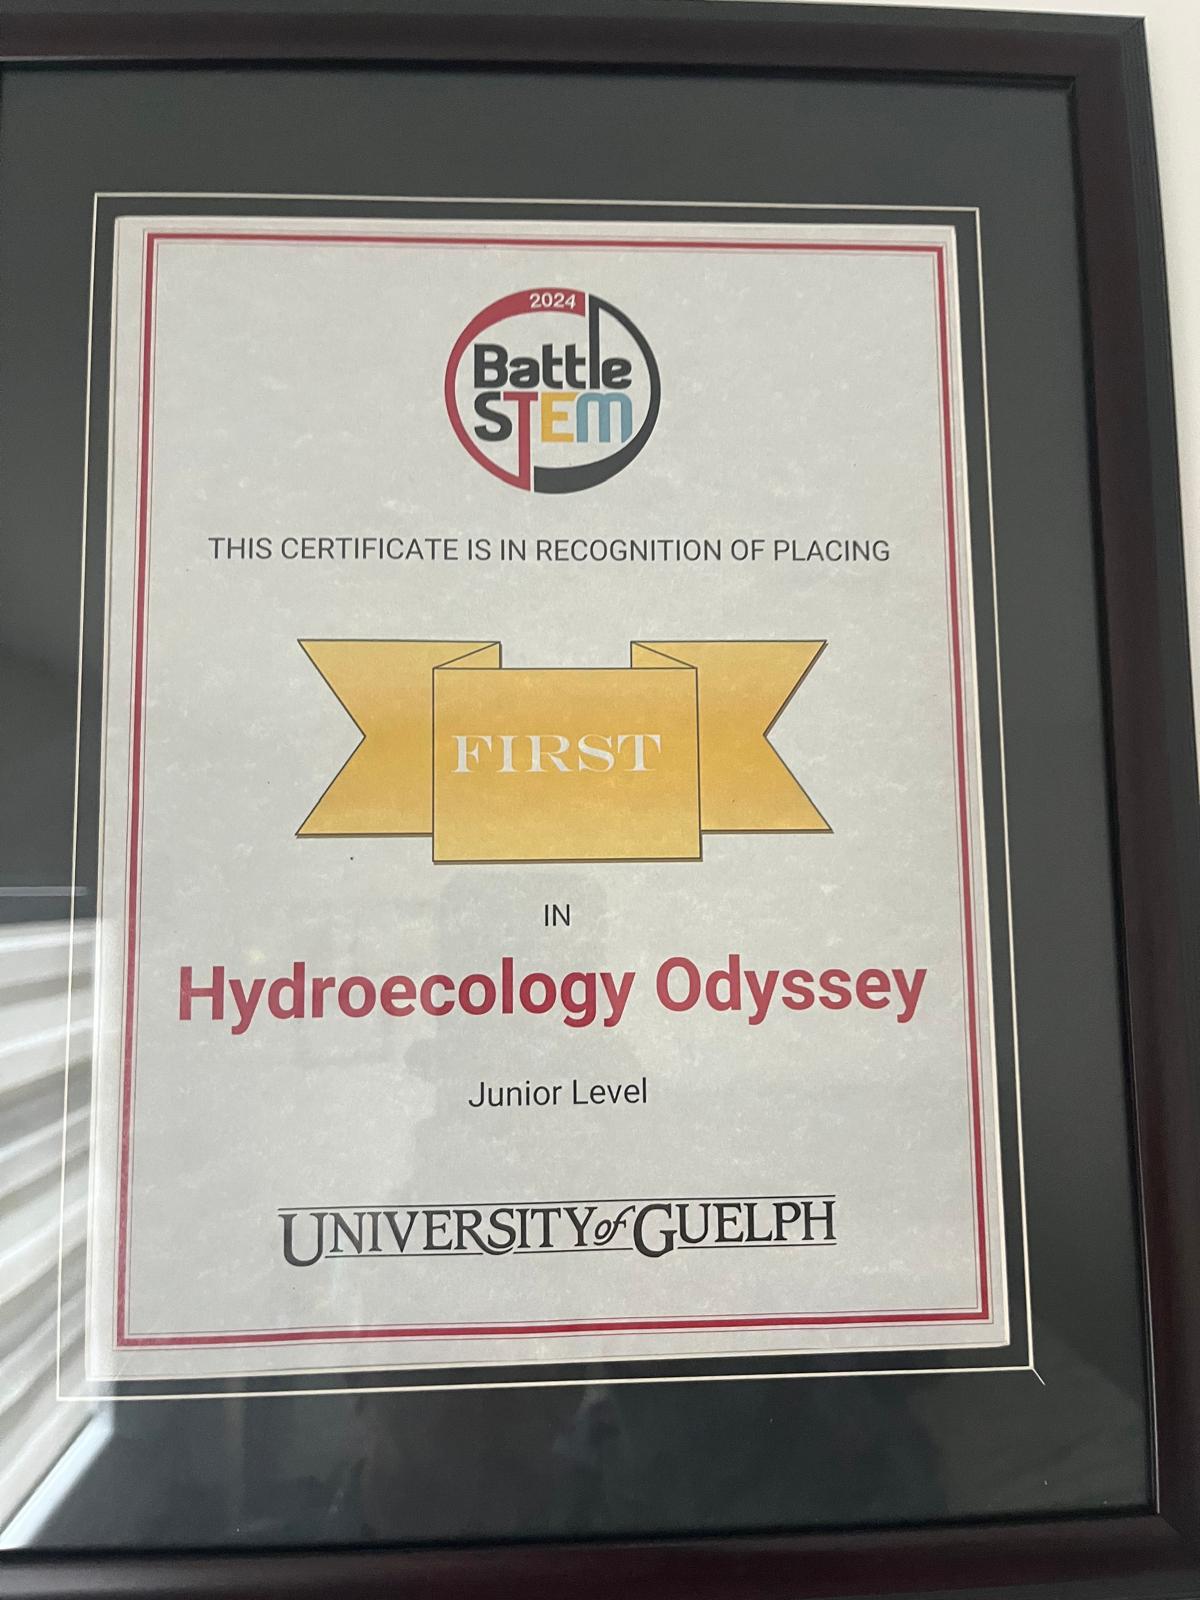 2024
Battle
STEM
THIS CERTIFICATE IS IN RECOGNITION OF PLACING
FIRST
IN
Hydroecology Odyssey
Junior Level
UNIVERSITY of GUELPH